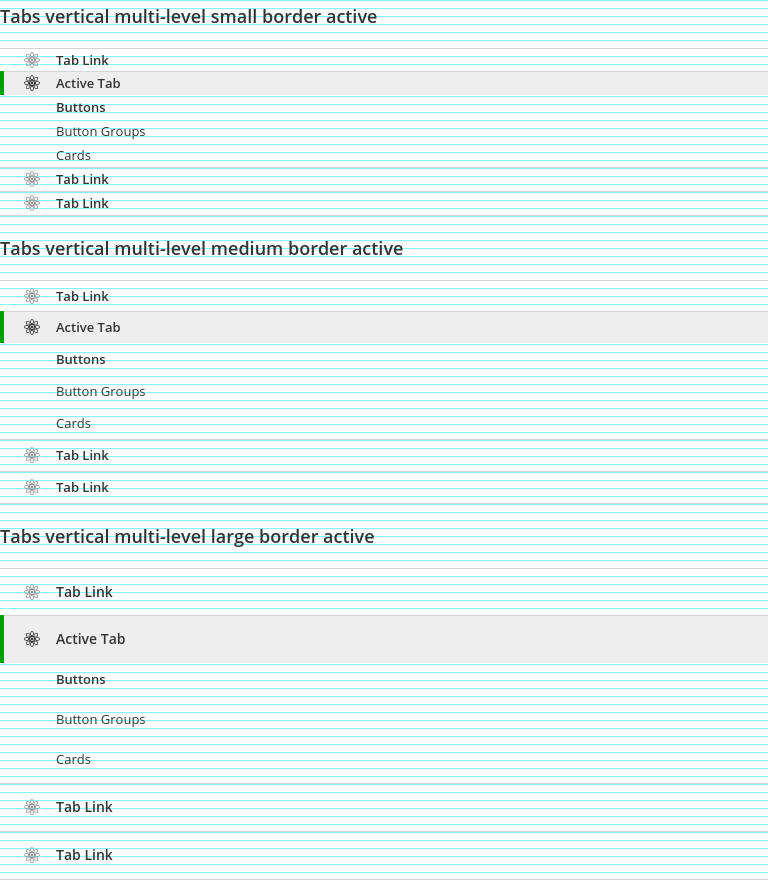 Tabs vertical multi-level small border active
Tab Link
Active Tab
Buttons
Button Groups
Cards
Tab Link
Tab Link
Tabs vertical multi-level medium border active
Tab Link
Active Tab
Buttons
Button Groups
Cards
Tab Link
Tab Link
Tabs vertical multi-level large border active
Tab Link
Active Tab
Buttons
Button Groups
Cards
Tab Link
Tab Link